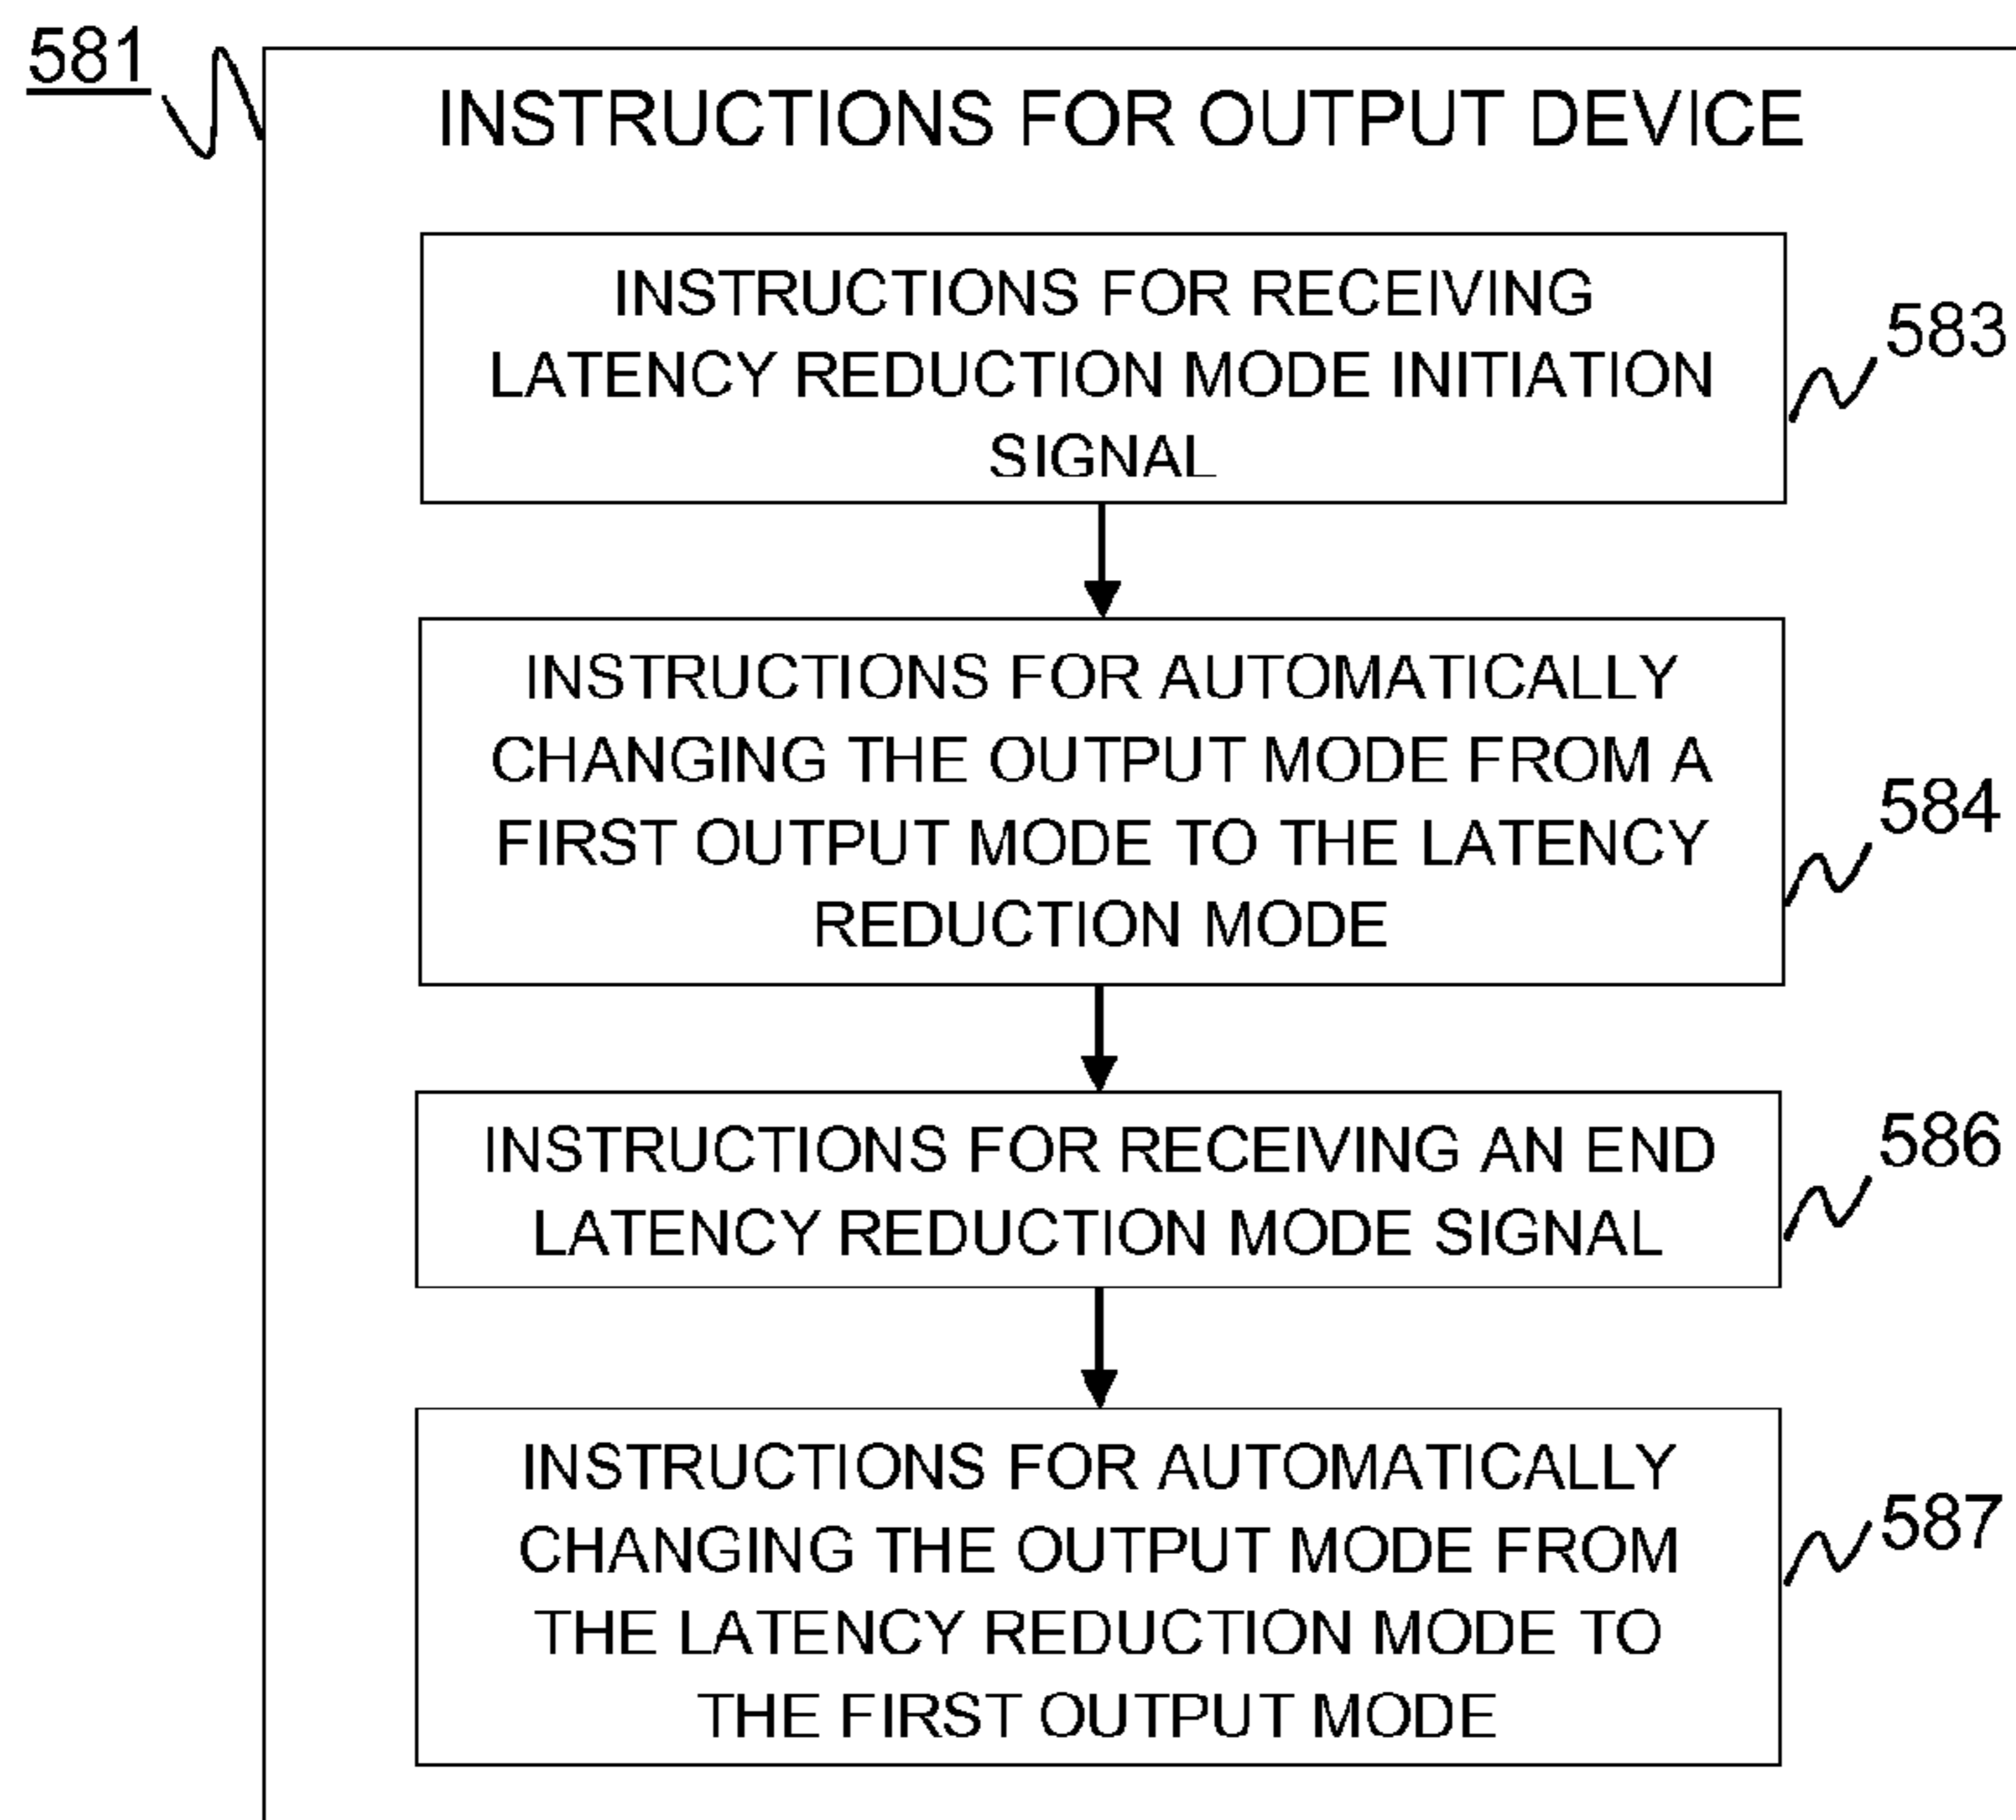 581
INSTRUCTIONS FOR OUTPUT DEVICE
INSTRUCTIONS FOR RECEIVING
LATENCY REDUCTION MODE INITIATION
SIGNAL
583
INSTRUCTIONS FOR AUTOMATICALLY
CHANGING THE OUTPUT MODE FROM A
FIRST OUTPUT MODE TO THE LATENCY
REDUCTION MODE
584
INSTRUCTIONS FOR RECEIVING AN END
LATENCY REDUCTION MODE SIGNAL
586
INSTRUCTIONS FOR AUTOMATICALLY
CHANGING THE OUTPUT MODE FROM
THE LATENCY REDUCTION MODE TO
THE FIRST OUTPUT MODE
587